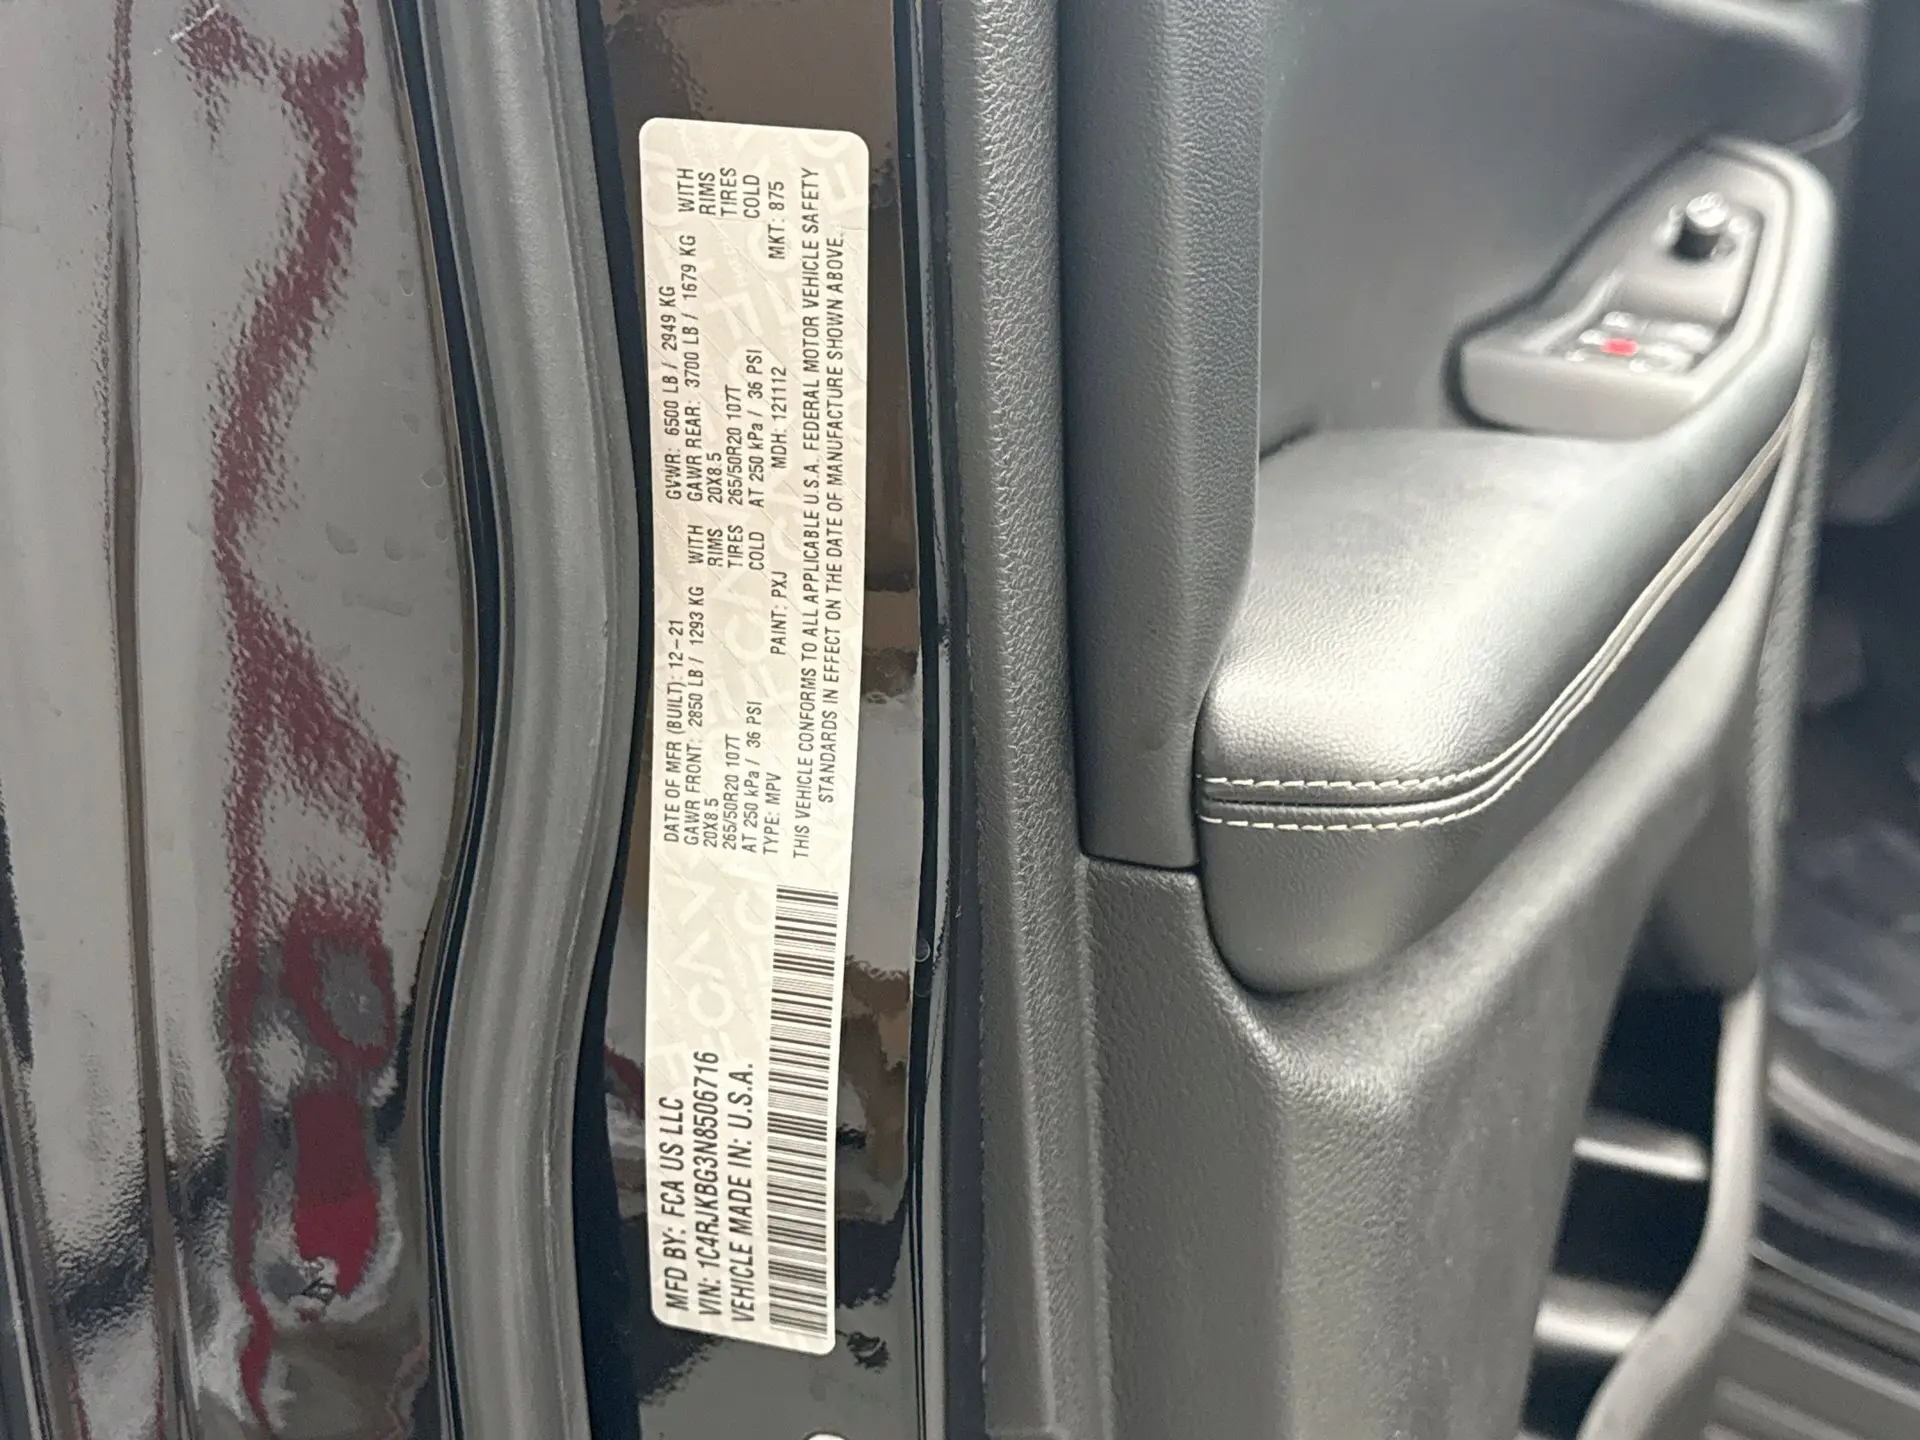 MFD BY: FCA US LLC
VIN: 1C4RJKBG3N8506716
VEHICLE MADE IN: U.S.A.
DATE OF MFR (BUILT): 12-21 GVWR: 6500 LB / 2949 KG
GAWR FRONT: 2850 LB / 1293 KG WITH GAWR REAR: 3700 LB / 1679 KG WITH
20X8.5 RIMS 20X8.5 RIMS
265/50R20 107T TIRES 265/50R20 107T TIRES
AT 250 kPa / 36 PSI COLD AT 250 kPa / 36 PSI COLD
TYPE: MPV PAINT: PXJ MDH: 121112 MKT: 875
THIS VEHICLE CONFORMS TO ALL APPLICABLE U.S.A. FEDERAL MOTOR VEHICLE SAFETY
STANDARDS IN EFFECT ON THE DATE OF MANUFACTURE SHOWN ABOVE.